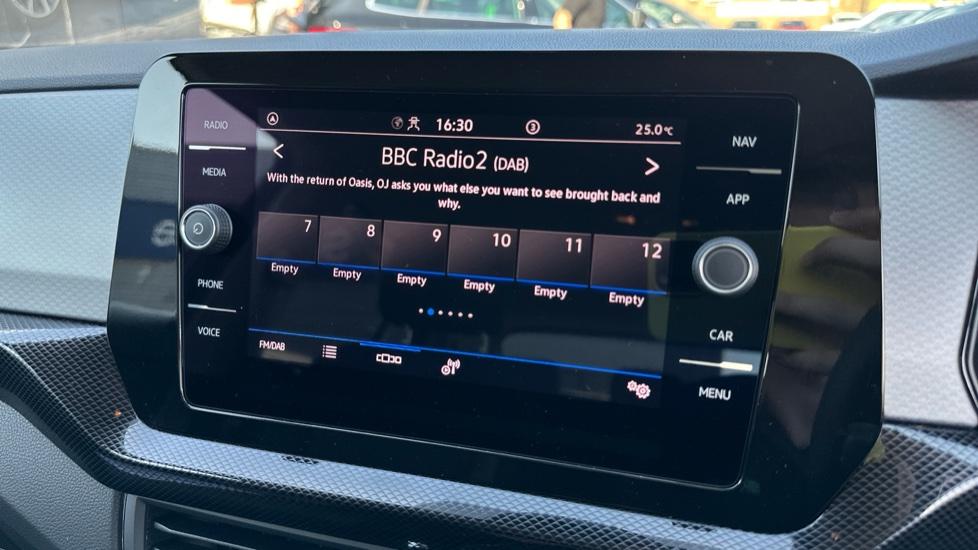 RADIO
MEDIA
PHONE
VOICE
A
16:30
3
25.0°C
< BBC Radio2 (DAB) >
With the return of Oasis, OJ asks you what else you want to see brought back and
why.
7 8 9 10 11 12
Empty Empty Empty Empty Empty Empty
FM/DAB
NAV
APP
CAR
MENU